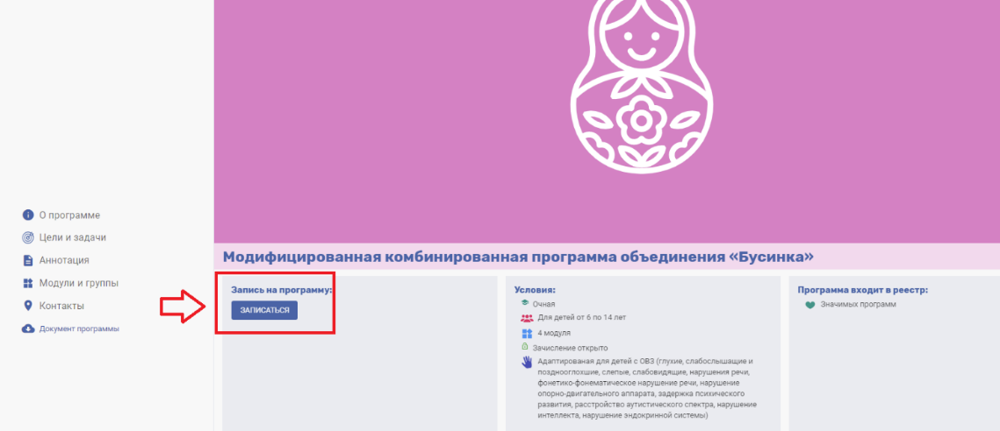 О программе
Цели и задачи
Аннотация
Модули и группы
Контакты
Документ программы
Модифицированная комбинированная программа объединения «Бусинка»
Запись на программу:
ЗАПИСАТЬСЯ
Условия:
Очная
Для детей от 6 по 14 лет
4 модуля
Зачисление открыто
Адаптированая для детей с ОВЗ (глухие, слабослышащие и
позднооглохшие, слепые, слабовидящие, нарушения речи,
фонетико-фонематическое нарушение речи, нарушение
опорно-двигательного аппарата, задержка психического
развития, расстройство аутистического спектра, нарушение
интеллекта, нарушение эндокринной системы)
Программа входит в реестр:
Значимых программ